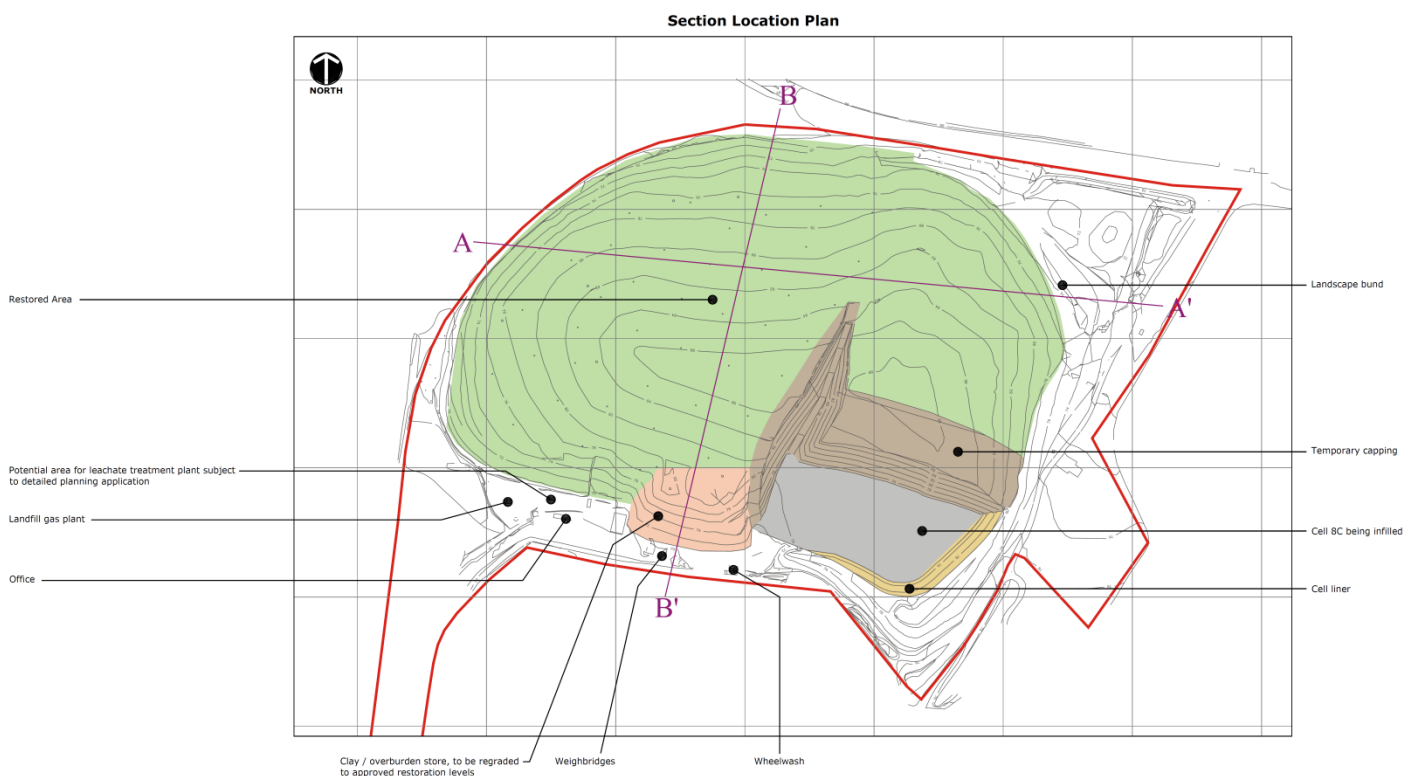 Section Location Plan
NORTH
B
A
A'
B'
Restored Area
Landscape bund
Potential area for leachate treatment plant subject
to detailed planning application
Temporary capping
Landfill gas plant
Cell 8C being infilled
Office
Cell liner
Clay / overburden store, to be regraded
to approved restoration levels
Weighbridges
Wheelwash